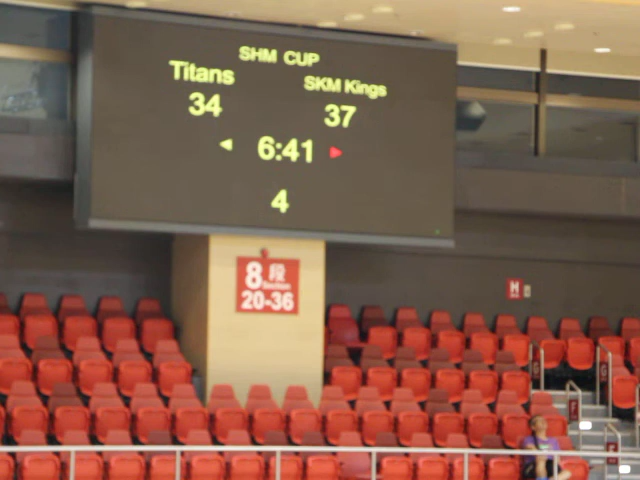 SHM CUP
Titans SKM Kings
34 37
6:41
4
8 段
Section
20-36
H